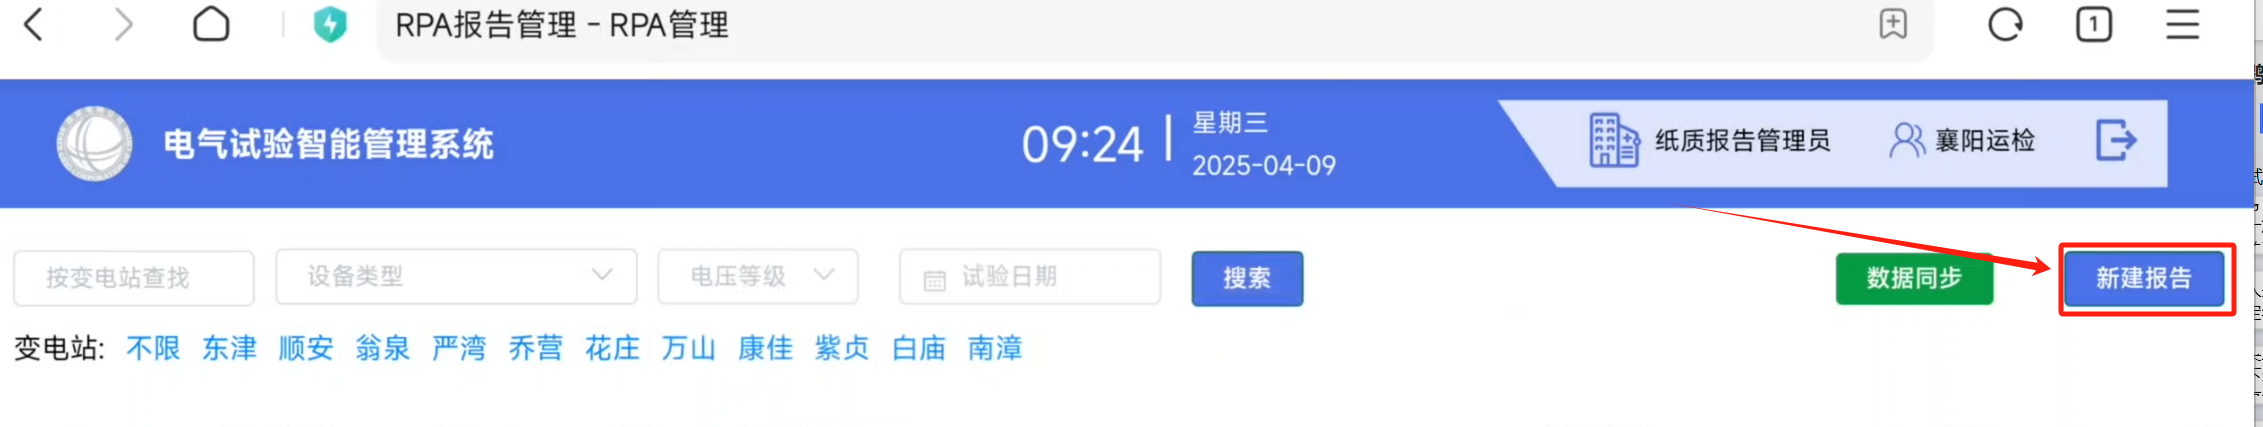 RPA报告管理 - RPA管理
1
电气试验智能管理系统
09:24
星期三
2025-04-09
纸质报告管理员
襄阳运检
按变电站查找
设备类型
电压等级
试验日期
搜索
数据同步
新建报告
变电站: 不限 东津 顺安 翁泉 严湾 乔营 花庄 万山 康佳 紫贞 白庙 南漳